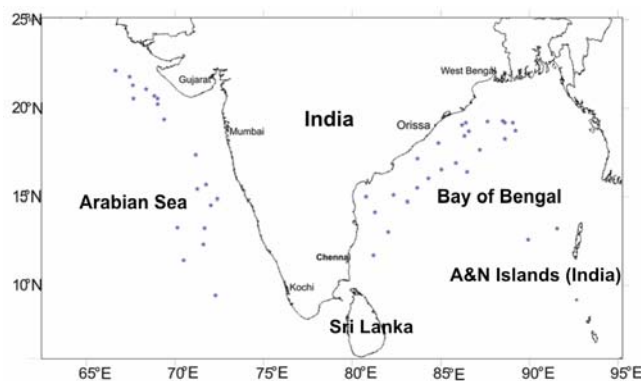 25°N
West Bengal
Gujarat
20°N
Orissa
India
Mumbai
Arabian Sea
Bay of Bengal
15°N
Chennai
A&N Islands (India)
10°N
Kochi
Sri Lanka
65°E 70°E 75°E 80°E 85°E 90°E 95°E